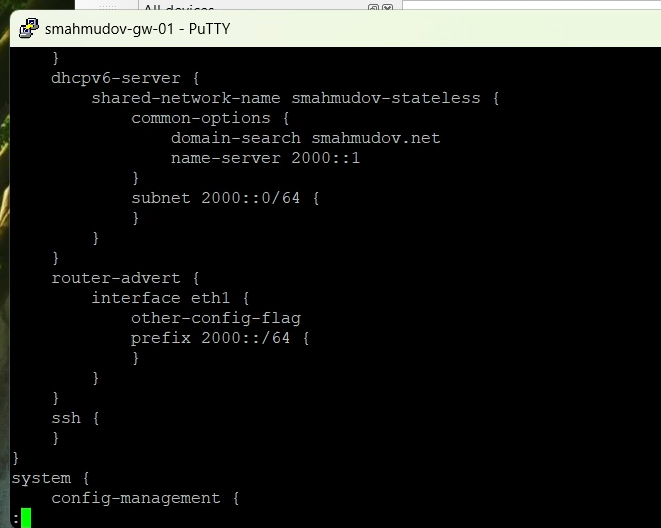 All devices
smahmudov-gw-01 - PuTTY
    }
    dhcpv6-server {
        shared-network-name smahmudov-stateless {
            common-options {
                domain-search smahmudov.net
                name-server 2000::1
            }
            subnet 2000::0/64 {
            }
        }
    }
    router-advert {
        interface eth1 {
            other-config-flag
            prefix 2000::/64 {
            }
        }
    }
    ssh {
    }
}
system {
    config-management {
: